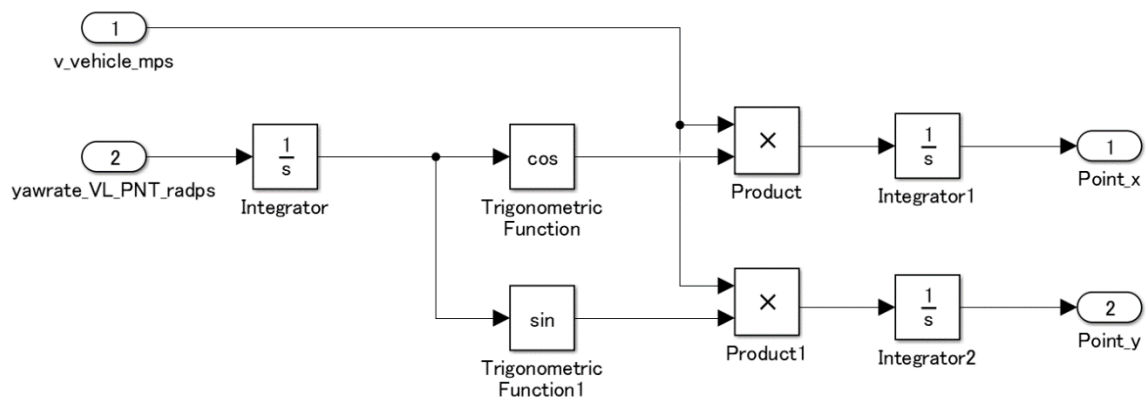 1
v_vehicle_mps
2
yawrate_VL_PNT_radps
1
s
Integrator
cos
Trigonometric
Function
sin
Trigonometric
Function1
×
Product
×
Product1
1
s
Integrator1
1
s
Integrator2
1
Point_x
2
Point_y